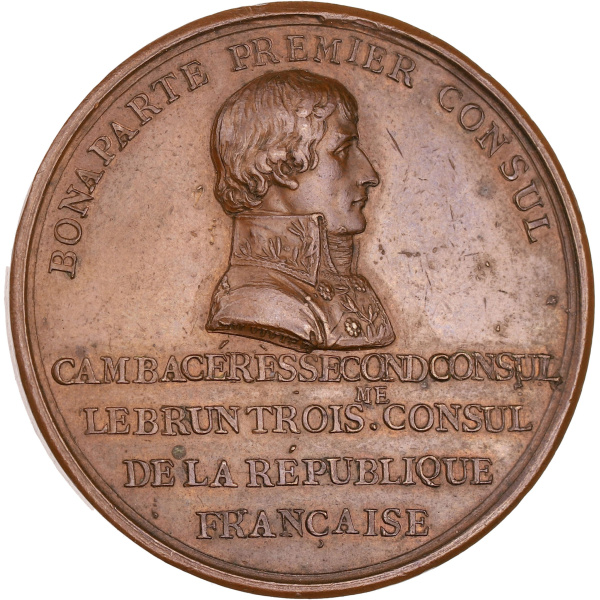 BONAPARTE PREMIER CONSUL
CAMBACÉRÈS SECOND CONSUL
LEBRUN TROIS.ME CONSUL
DE LA RÉPUBLIQUE
FRANÇAISE